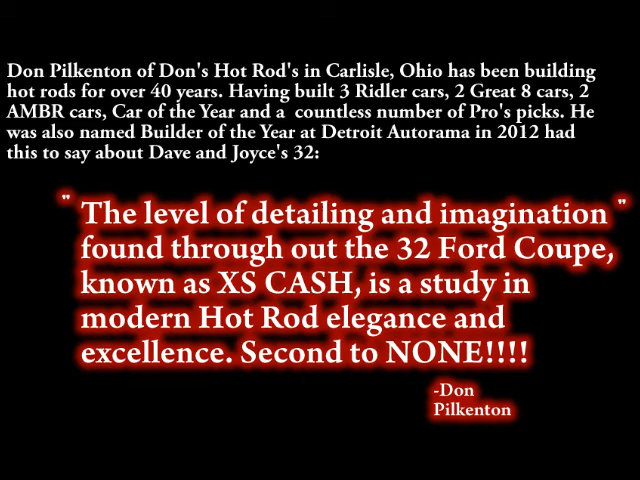 Don Pilkenton of Don's Hot Rod's in Carlisle, Ohio has been building
hot rods for over 40 years. Having built 3 Ridler cars, 2 Great 8 cars, 2
AMBR cars, Car of the Year and a  countless number of Pro's picks. He
was also named Builder of the Year at Detroit Autorama in 2012 had
this to say about Dave and Joyce's 32:
" The level of detailing and imagination "
found through out the 32 Ford Coupe,
known as XS CASH, is a study in
modern Hot Rod elegance and
excellence. Second to NONE!!!!
-Don
Pilkenton